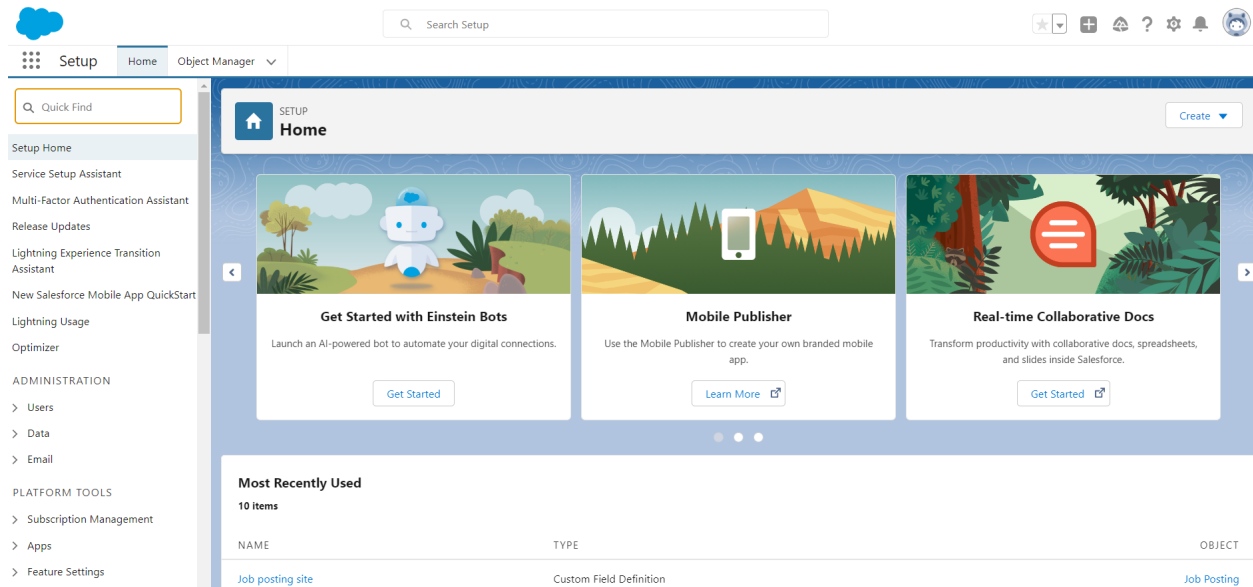 Search Setup
Setup
Home
Object Manager
Quick Find
Setup Home
Service Setup Assistant
Multi-Factor Authentication Assistant
Release Updates
Lightning Experience Transition
Assistant
New Salesforce Mobile App QuickStart
Lightning Usage
Optimizer
ADMINISTRATION
Users
Data
Email
PLATFORM TOOLS
Subscription Management
Apps
Feature Settings
SETUP
Home
Create
Get Started with Einstein Bots
Launch an AI-powered bot to automate your digital connections.
Get Started
Mobile Publisher
Use the Mobile Publisher to create your own branded mobile
app.
Learn More
Real-time Collaborative Docs
Transform productivity with collaborative docs, spreadsheets,
and slides inside Salesforce.
Get Started
Most Recently Used
10 items
NAME TYPE OBJECT
Job posting site Custom Field Definition Job Posting